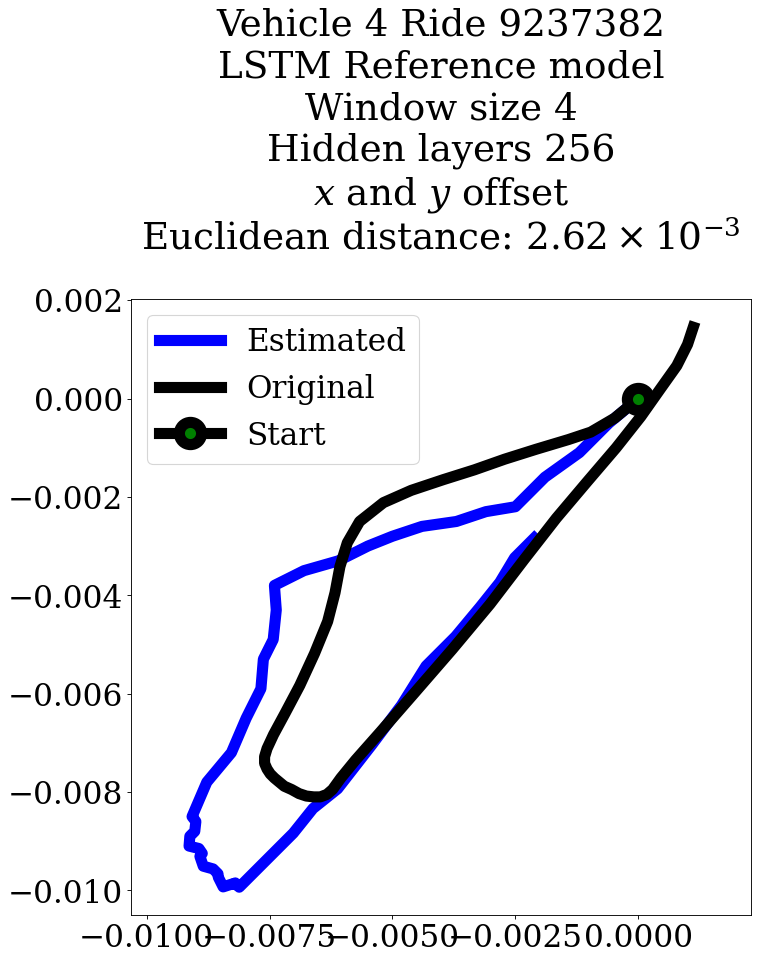 Vehicle 4 Ride 9237382
LSTM Reference model
Window size 4
Hidden layers 256
x and y offset
Euclidean distance: 2.62 × 10⁻³
0.002
Estimated
0.000
Original
Start
−0.002
−0.004
−0.006
−0.008
−0.010
−0.0100 −0.0075 −0.0050 −0.0025 0.0000